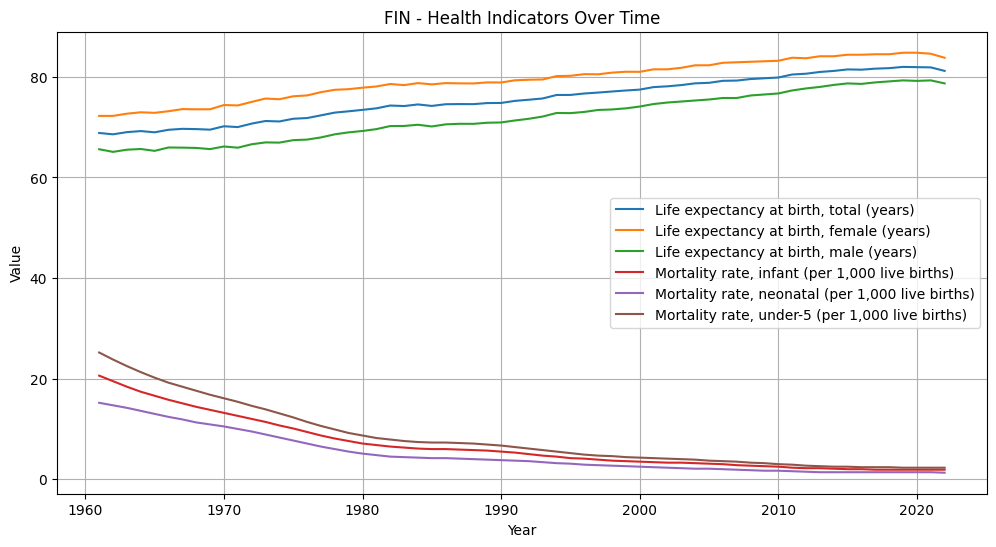 FIN - Health Indicators Over Time
80
60
40
20
0
Value
Life expectancy at birth, total (years)
Life expectancy at birth, female (years)
Life expectancy at birth, male (years)
Mortality rate, infant (per 1,000 live births)
Mortality rate, neonatal (per 1,000 live births)
Mortality rate, under-5 (per 1,000 live births)
1960 1970 1980 1990 2000 2010 2020
Year